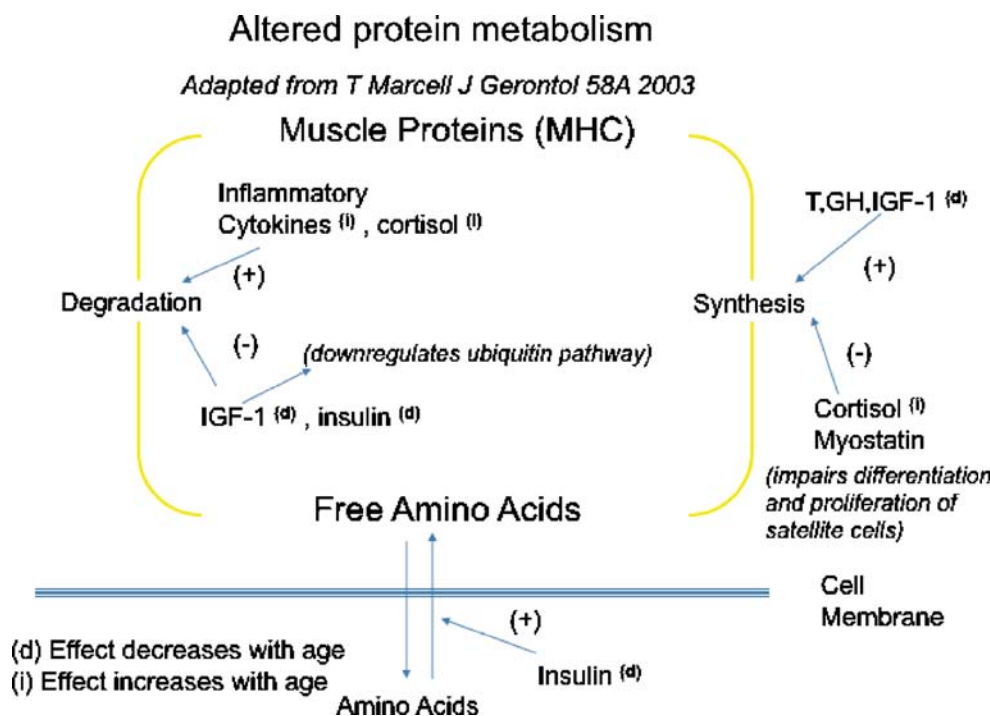 Altered protein metabolism
Adapted from T Marcell J Gerontol 58A 2003
Muscle Proteins (MHC)
Inflammatory
Cytokines (i) , cortisol (i)
(+)
Degradation
(-)
(downregulates ubiquitin pathway)
IGF-1 (d) , insulin (d)
T,GH,IGF-1 (d)
(+)
Synthesis
(-)
Cortisol (i)
Myostatin
(impairs differentiation
and proliferation of
satellite cells)
Free Amino Acids
Cell
Membrane
(+)
Insulin (d)
(d) Effect decreases with age
(i) Effect increases with age
Amino Acids